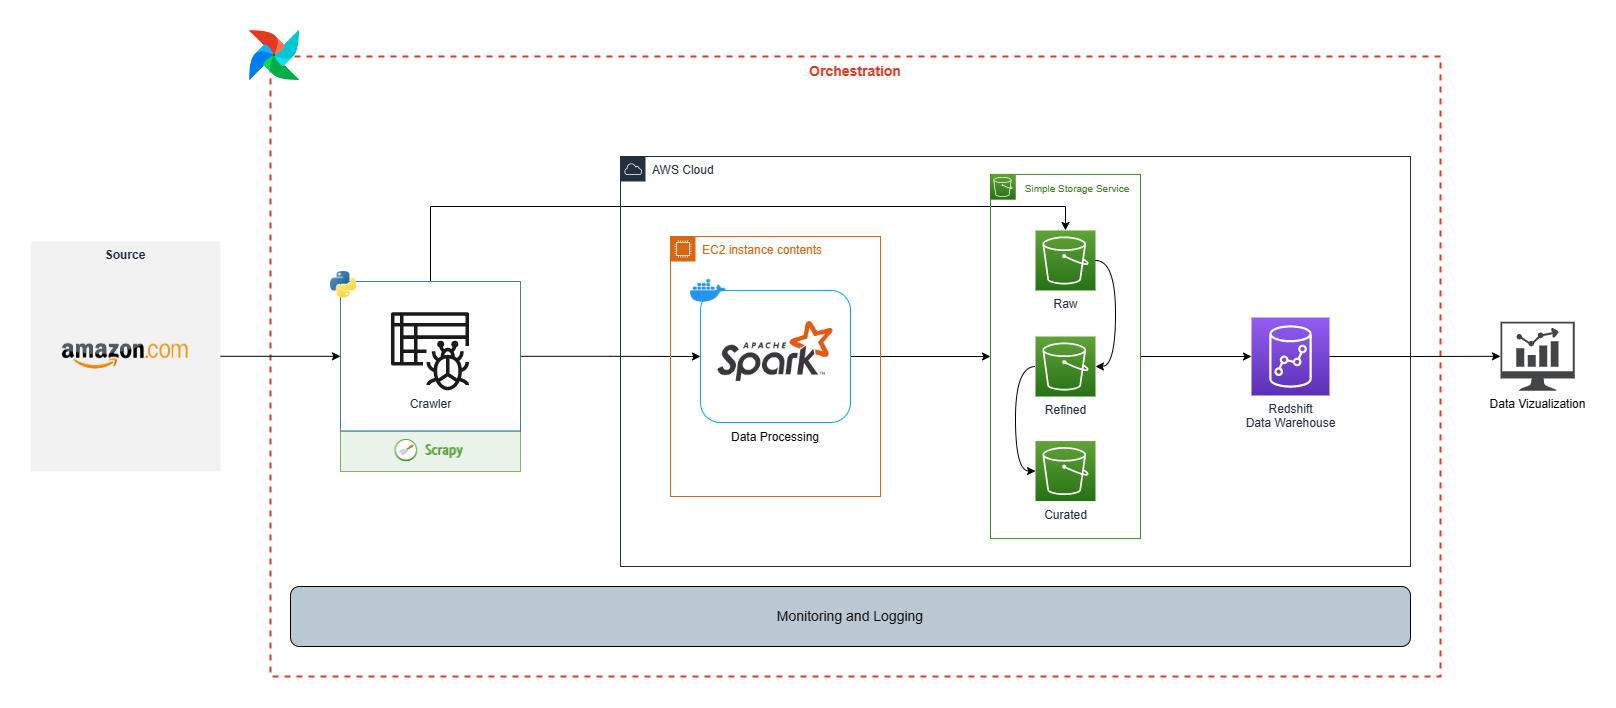 Orchestration
AWS Cloud
Simple Storage Service
Source
amazon.com
EC2 instance contents
Raw
APACHE
Spark™
Crawler
Scrapy
Data Processing
Refined
Curated
Redshift
Data Warehouse
Data Vizualization
Monitoring and Logging